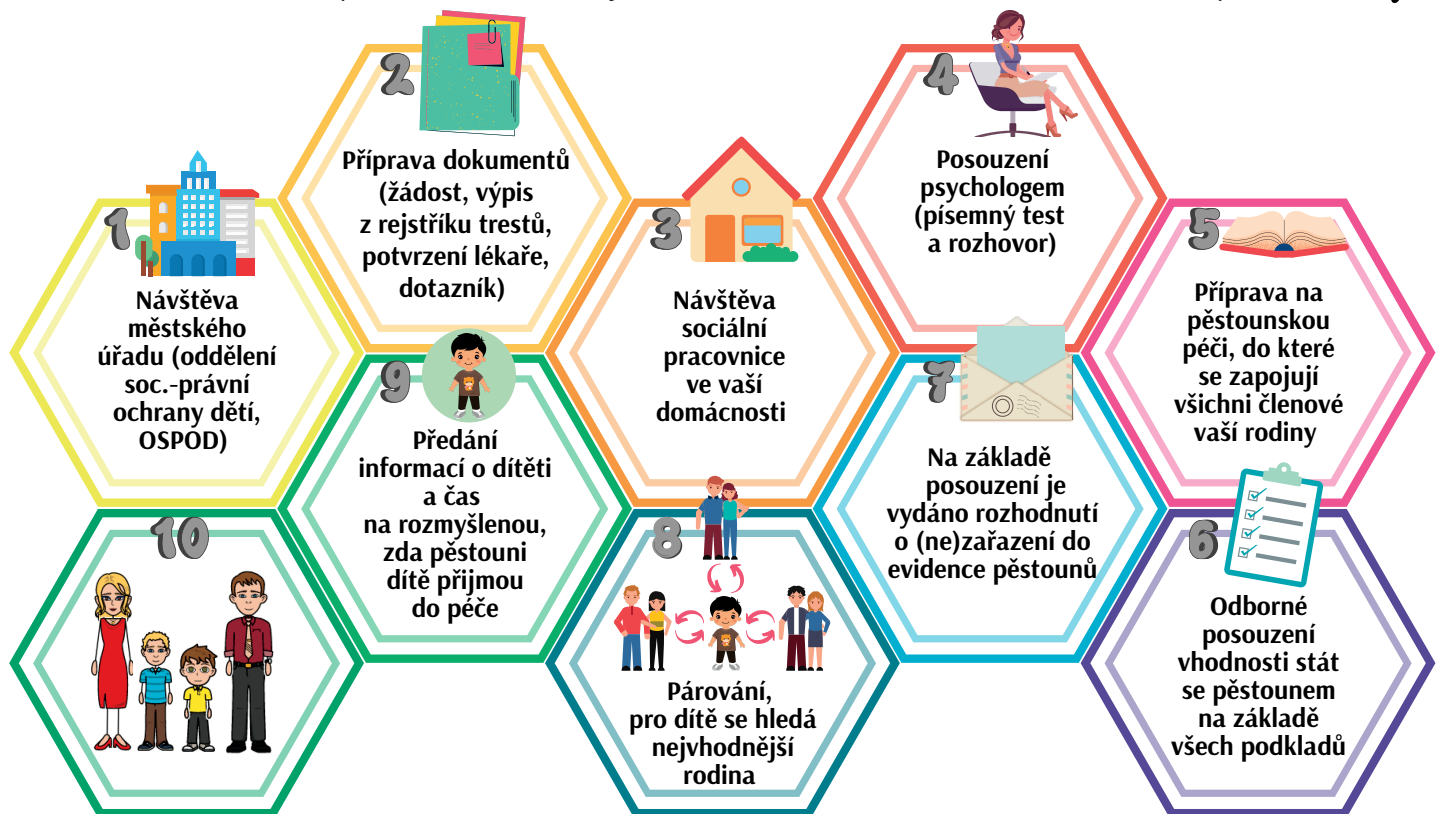 1
Návštěva
městského
úřadu (oddělení
soc.-právní
ochrany dětí,
OSPOD)
2
Příprava dokumentů
(žádost, výpis
z rejstříku trestů,
potvrzení lékaře,
dotazník)
3
Návštěva
sociální
pracovnice
ve vaší
domácnosti
4
Posouzení
psychologem
(písemný test
a rozhovor)
5
Příprava na
pěstounskou
péči, do které
se zapojují
všichni členové
vaší rodiny
6
Odborné
posouzení
vhodnosti stát
se pěstounem
na základě
všech podkladů
7
Na základě
posouzení je
vydáno rozhodnutí
o (ne)zařazení do
evidence pěstounů
8
Párování,
pro dítě se hledá
nejvhodnější
rodina
9
Předání
informací o dítěti
a čas
na rozmyšlenou,
zda pěstouni
dítě přijmou
do péče
10